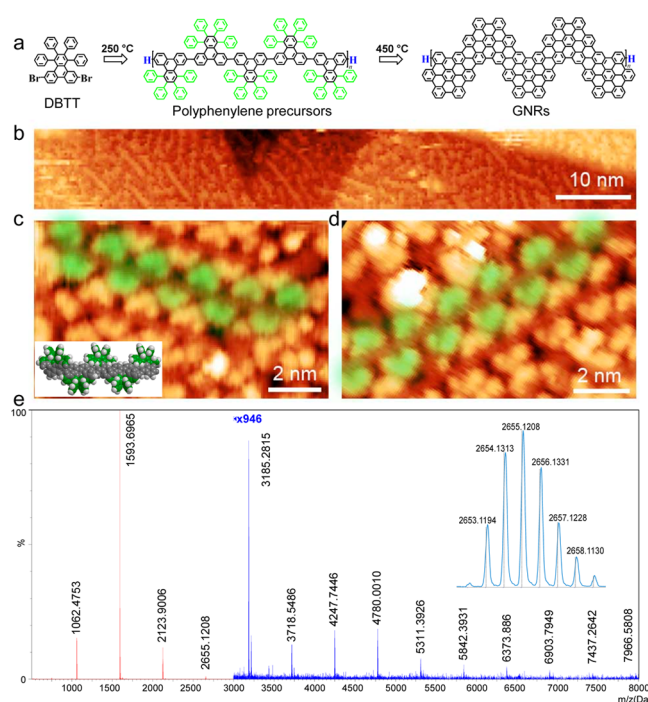 a
250 °C
450 °C
Br
Br
H
H
n
H
H
DBTT
Polyphenylene precursors
GNRs
b
10 nm
c
2 nm
d
2 nm
e
100
%
0
1062.4753
1593.6965
2123.9006
2655.1208
*x946
3185.2815
3718.5486
4247.7446
4780.0010
5311.3926
5842.3931
6373.886
6903.7949
7437.2642
7966.5808
2653.1194
2654.1313
2655.1208
2656.1331
2657.1228
2658.1130
1000
1500
2000
2500
3000
3500
4000
4500
5000
5500
6000
6500
7000
7500
8000
m/z(Da